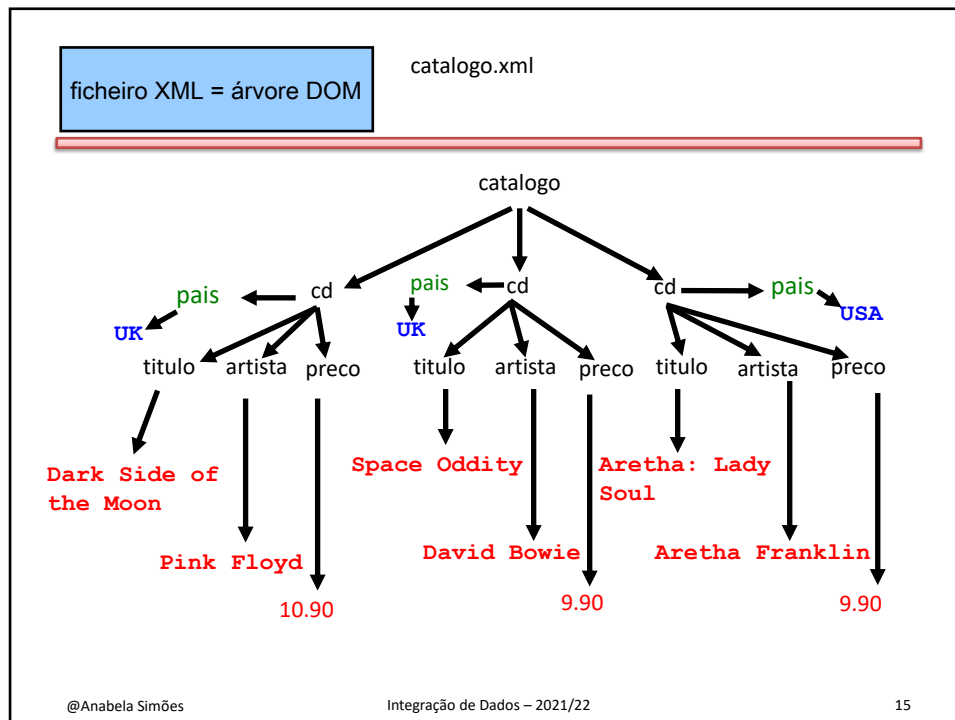 catalogo.xml
ficheiro XML = árvore DOM
catalogo
pais
cd
pais
cd
cd
pais
UK
UK
USA
titulo
artista
preco
titulo
artista
preco
titulo
artista
preco
Dark Side of
the Moon
Space Oddity
Aretha: Lady
Soul
Pink Floyd
David Bowie
Aretha Franklin
10.90
9.90
9.90
@Anabela Simões
Integração de Dados – 2021/22
15